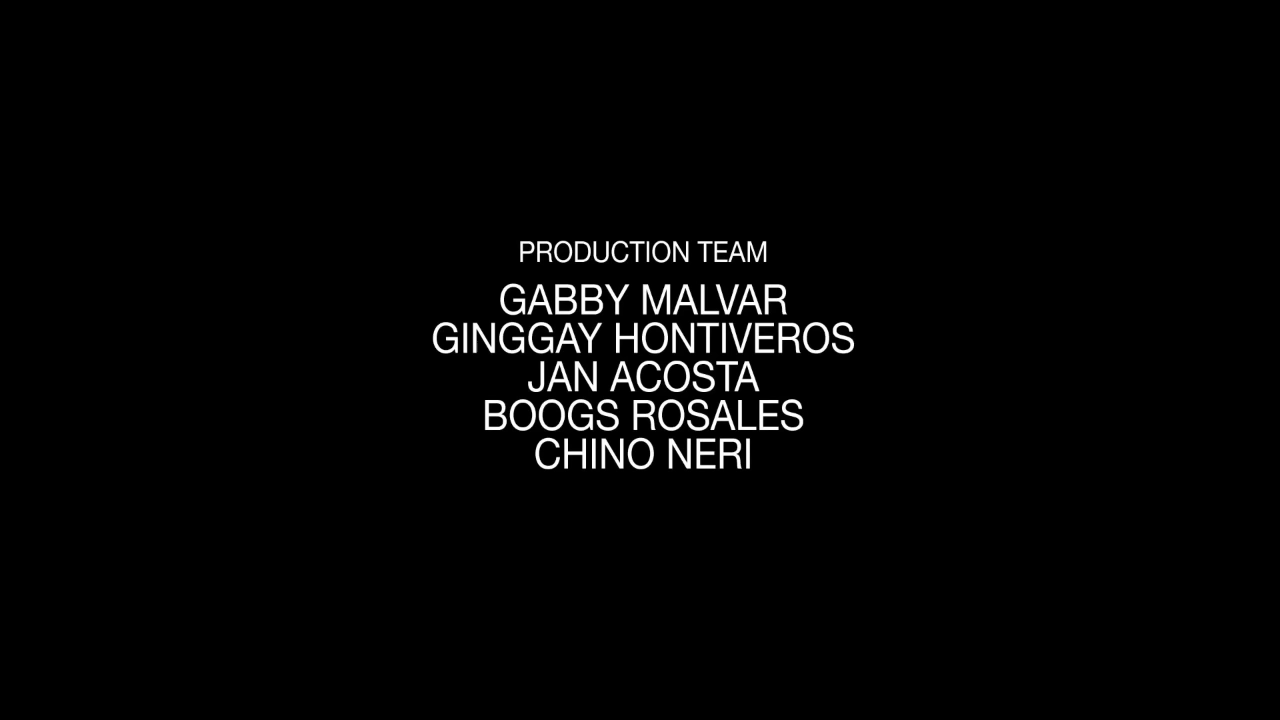 PRODUCTION TEAM
GABBY MALVAR
GINGGAY HONTIVEROS
JAN ACOSTA
BOOGS ROSALES
CHINO NERI